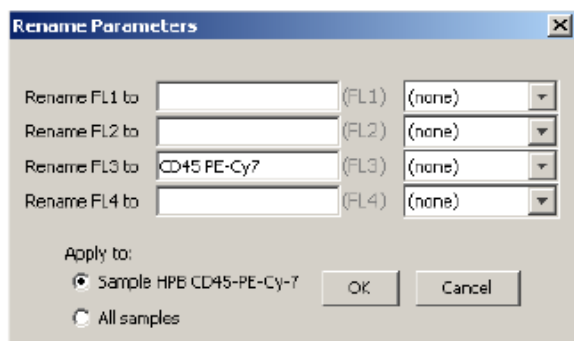 Rename Parameters
Rename FL1 to (FL1) (none)
Rename FL2 to (FL2) (none)
Rename FL3 to CD45 PE-Cy7 (FL3) (none)
Rename FL4 to (FL4) (none)
Apply to:
Sample HPB CD45-PE-Cy-7 OK Cancel
All samples